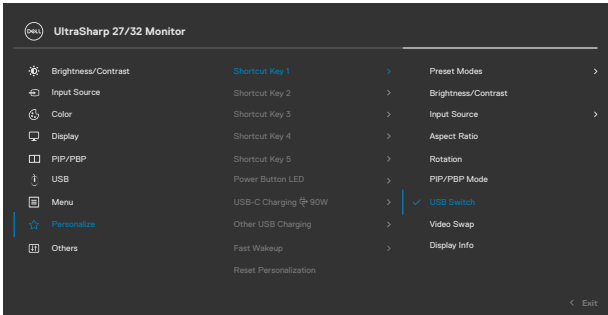 DELL UltraSharp 27/32 Monitor
Brightness/Contrast
Input Source
Color
Display
PIP/PBP
USB
Menu
Personalize
Others
Shortcut Key 1
Shortcut Key 2
Shortcut Key 3
Shortcut Key 4
Shortcut Key 5
Power Button LED
USB-C Charging 90W
Other USB Charging
Fast Wakeup
Reset Personalization
Preset Modes
Brightness/Contrast
Input Source
Aspect Ratio
Rotation
PIP/PBP Mode
USB Switch
Video Swap
Display Info
Exit